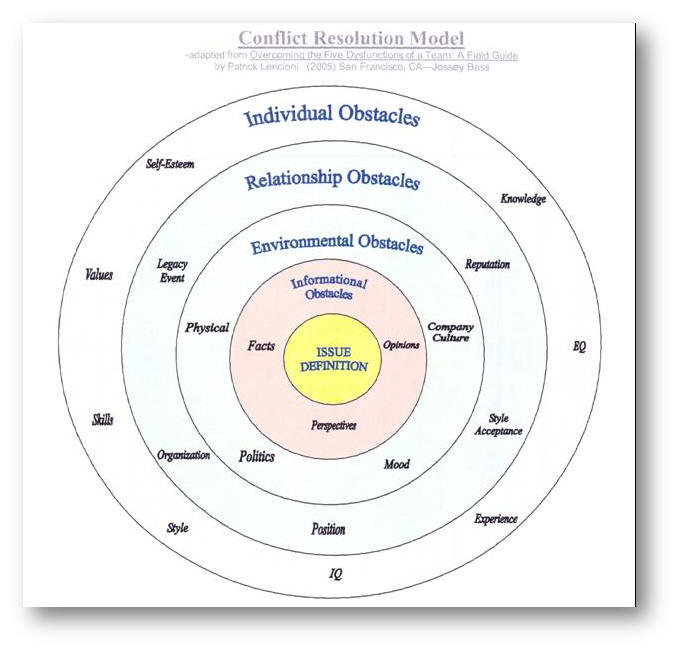 Conflict Resolution Model
-adapted from Overcoming the Five Dysfunctions of a Team: A Field Guide
by Patrick Lencioni. (2005) San Francisco, CA—Jossey Bass
Individual Obstacles
Self-Esteem
Relationship Obstacles
Knowledge
Environmental Obstacles
Values
Legacy
Event
Reputation
Informational
Obstacles
Physical
Company
Culture
Facts
Opinions
EQ
ISSUE
DEFINITION
Skills
Perspectives
Style
Acceptance
Organization
Politics
Mood
Style
Position
Experience
IQ